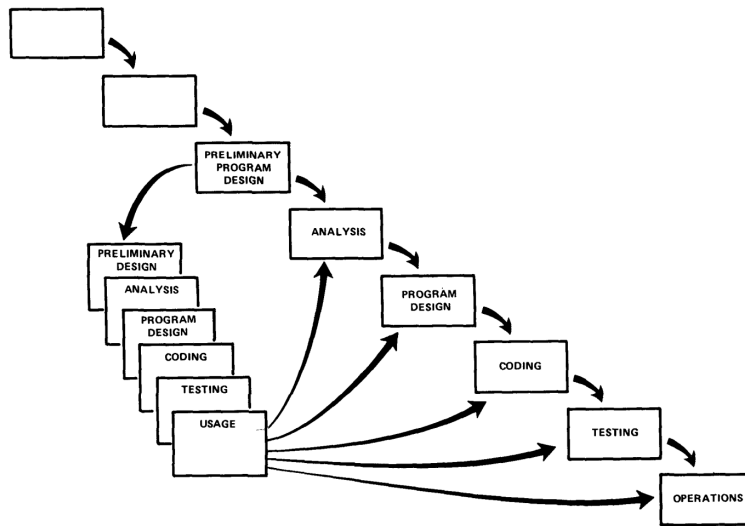 PRELIMINARY
PROGRAM
DESIGN
ANALYSIS
PROGRAM
DESIGN
CODING
TESTING
OPERATIONS
PRELIMINARY
DESIGN
ANALYSIS
PROGRAM
DESIGN
CODING
TESTING
USAGE